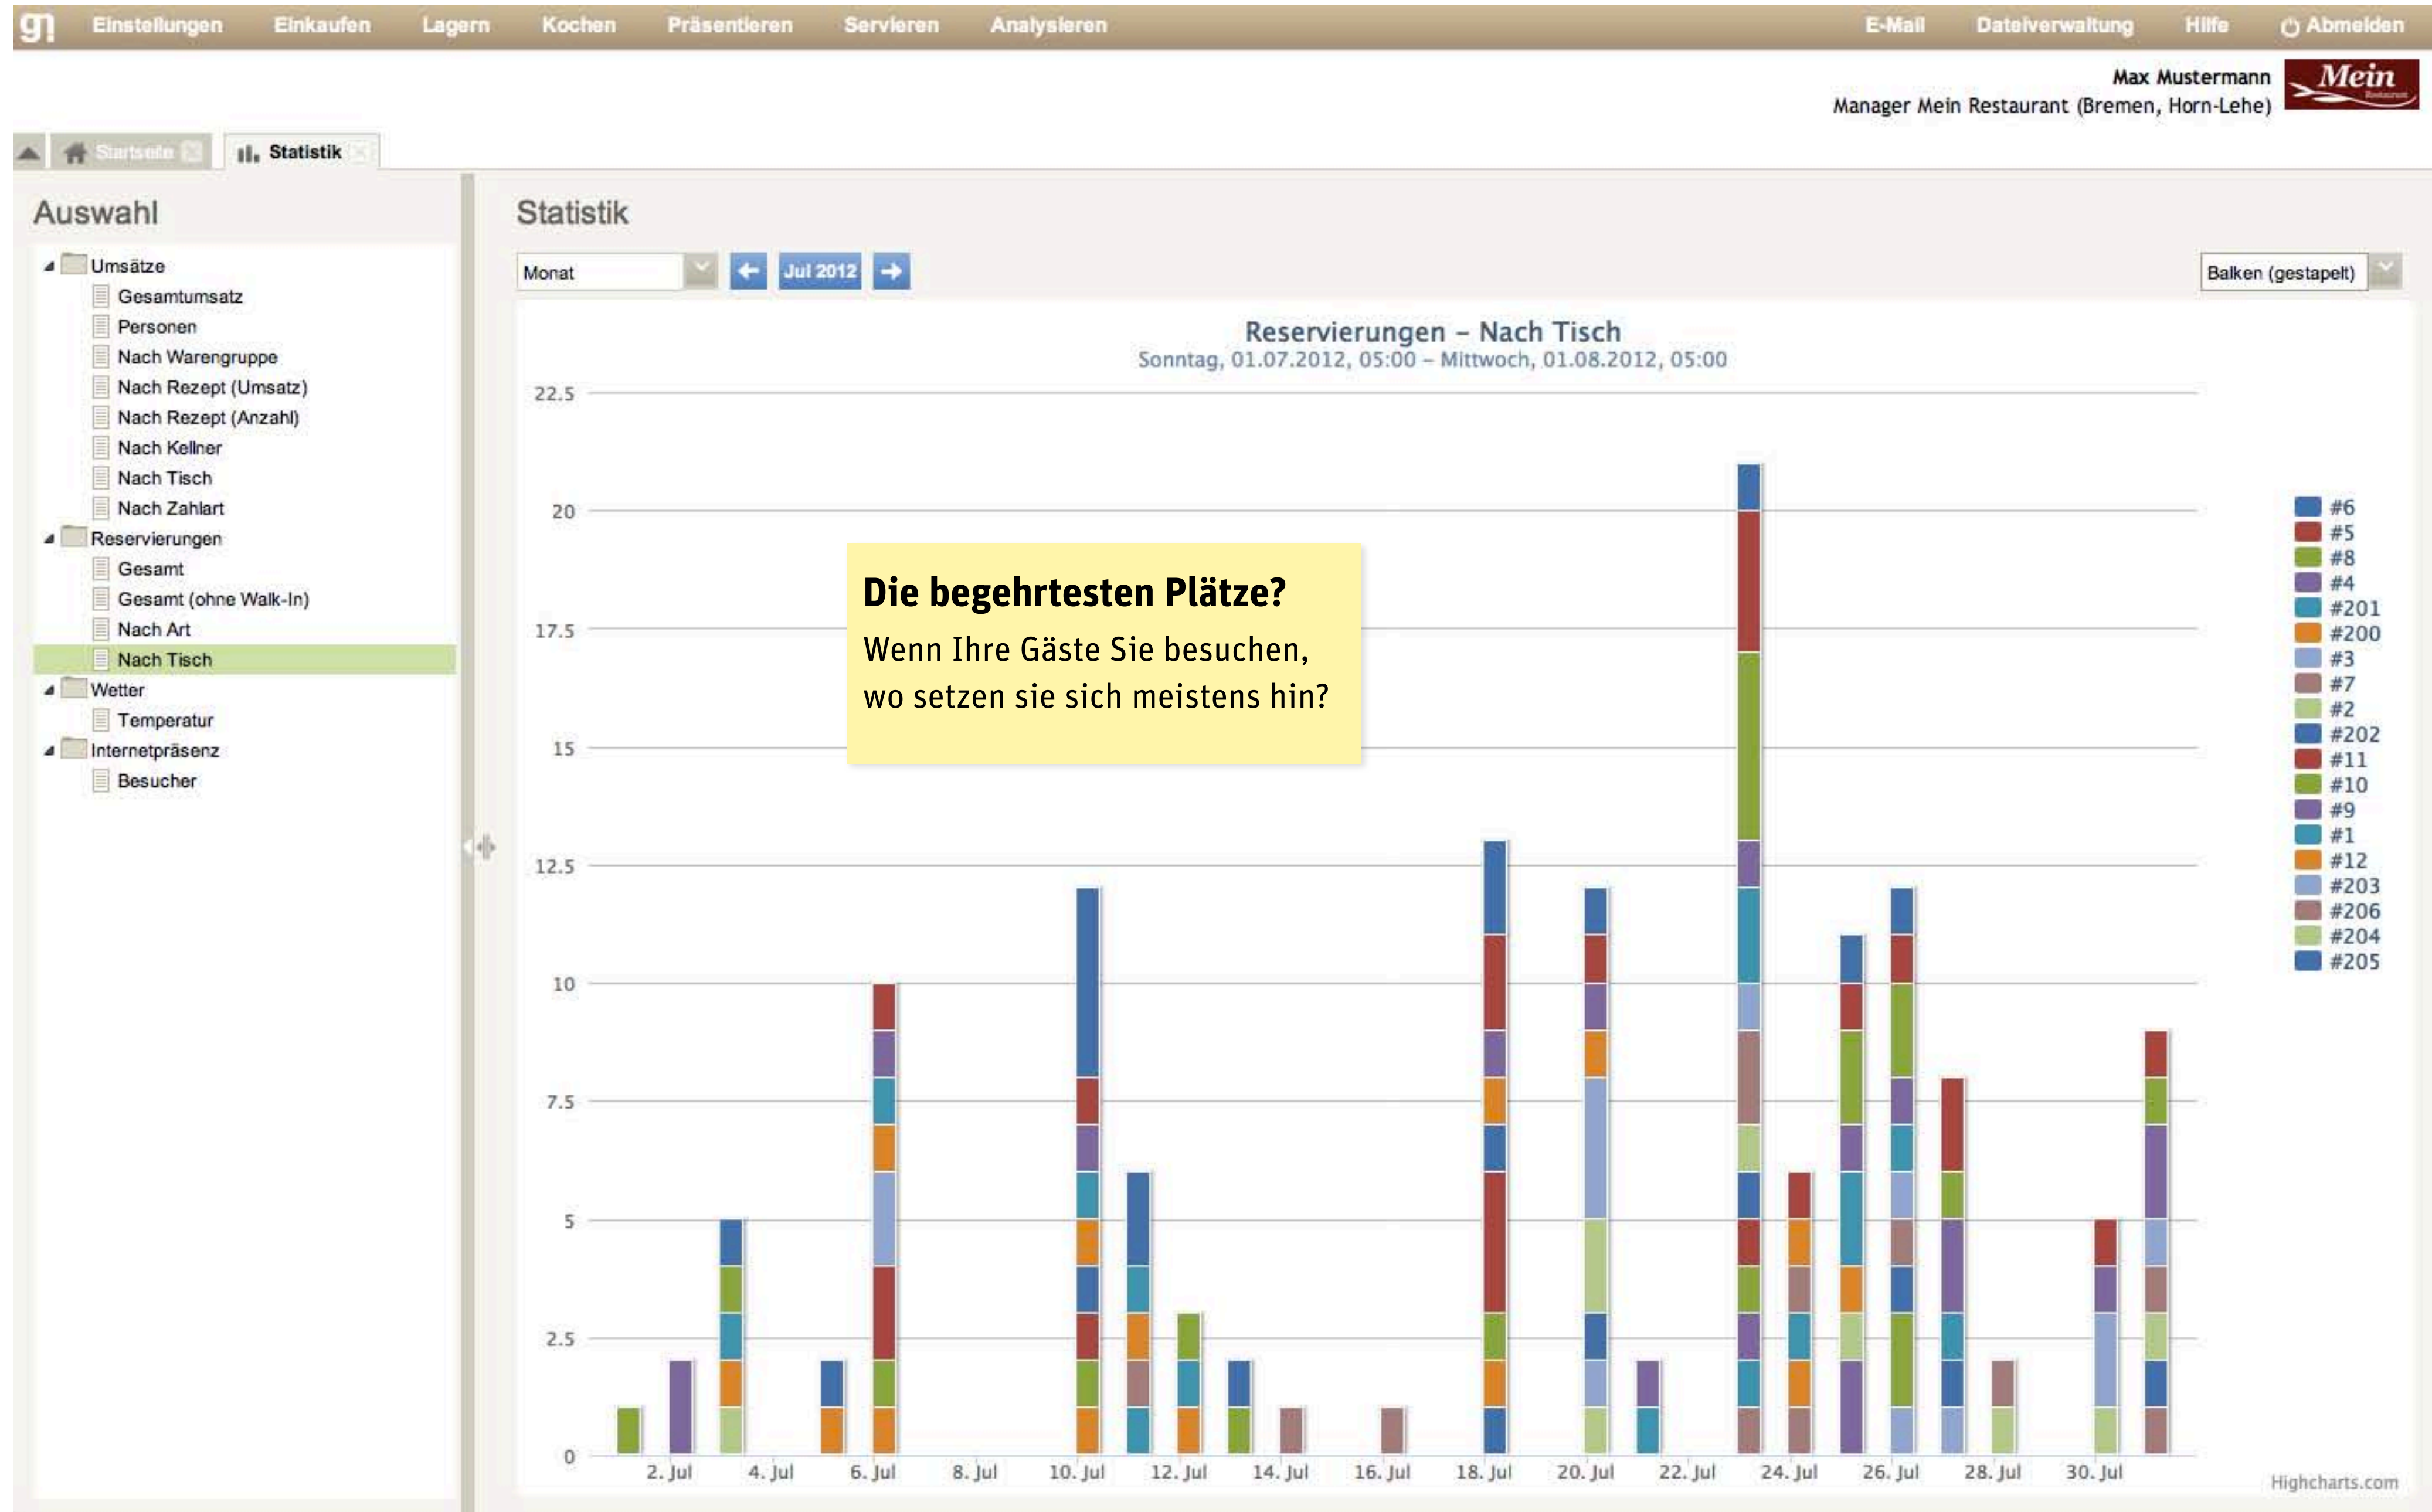 g1 Einstellungen Einkaufen Lagern Kochen Präsentieren Servieren Analysieren E-Mail Dateiverwaltung Hilfe Abmelden
Max Mustermann
Manager Mein Restaurant (Bremen, Horn-Lehe)
Mein
Restaurant
Startseite Statistik
Auswahl
Umsätze
Gesamtumsatz
Personen
Nach Warengruppe
Nach Rezept (Umsatz)
Nach Rezept (Anzahl)
Nach Kellner
Nach Tisch
Nach Zahlart
Reservierungen
Gesamt
Gesamt (ohne Walk-In)
Nach Art
Nach Tisch
Wetter
Temperatur
Internetpräsenz
Besucher
Statistik
Monat Jul 2012 Balken (gestapelt)
Reservierungen – Nach Tisch
Sonntag, 01.07.2012, 05:00 – Mittwoch, 01.08.2012, 05:00
22.5
20
17.5
15
12.5
10
7.5
5
2.5
0
Die begehrtesten Plätze?
Wenn Ihre Gäste Sie besuchen,
wo setzen sie sich meistens hin?
2. Jul 4. Jul 6. Jul 8. Jul 10. Jul 12. Jul 14. Jul 16. Jul 18. Jul 20. Jul 22. Jul 24. Jul 26. Jul 28. Jul 30. Jul
#6
#5
#8
#4
#201
#200
#3
#7
#2
#202
#11
#10
#9
#1
#12
#203
#206
#204
#205
Highcharts.com